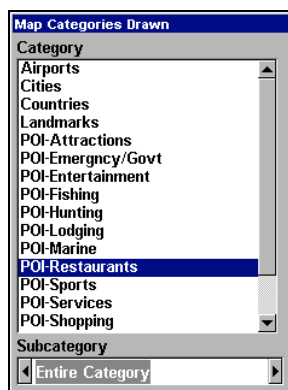 Map Categories Drawn
Category
Airports
Cities
Countries
Landmarks
POI-Attractions
POI-Emergncy/Govt
POI-Entertainment
POI-Fishing
POI-Hunting
POI-Lodging
POI-Marine
POI-Restaurants
POI-Sports
POI-Services
POI-Shopping
Subcategory
Entire Category